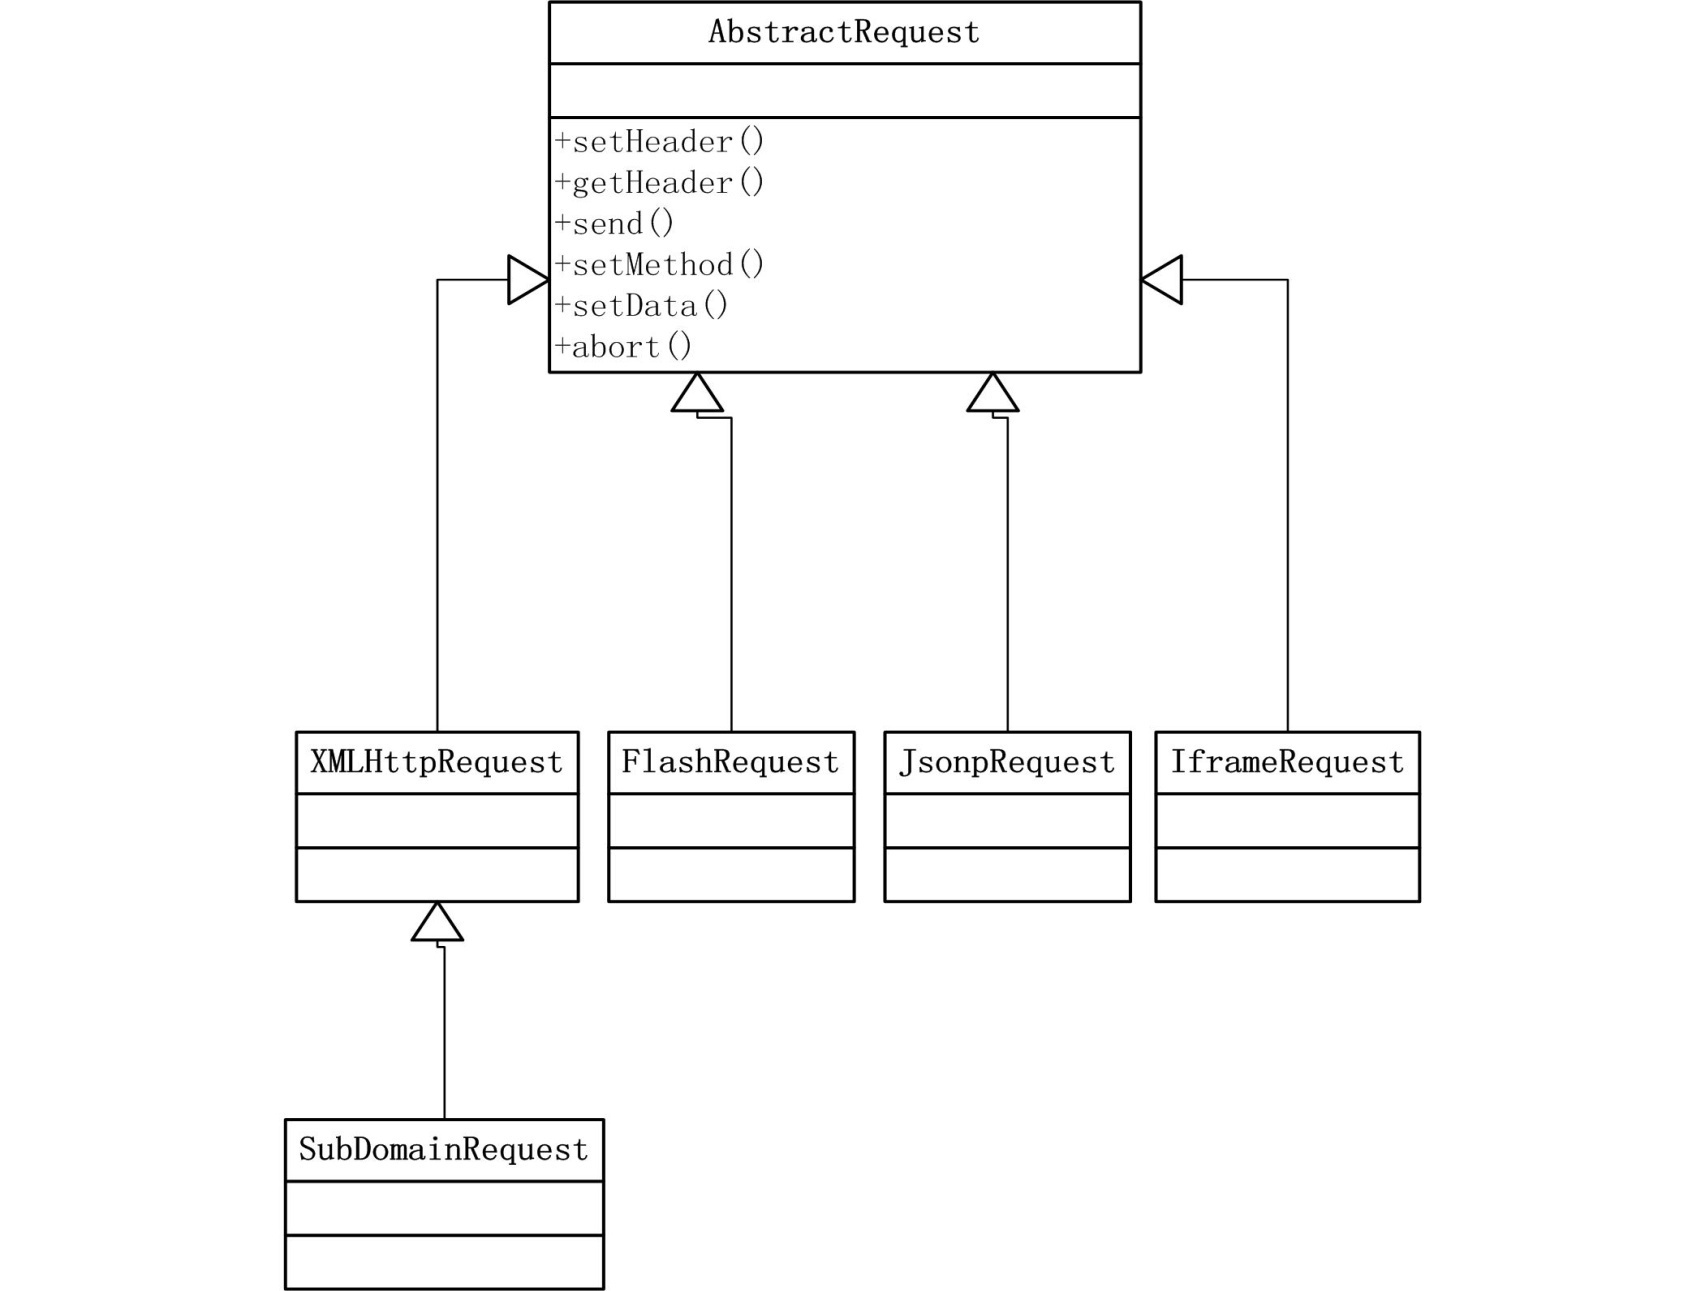 AbstractRequest
+setHeader()
+getHeader()
+send()
+setMethod()
+setData()
+abort()
XMLHttpRequest
FlashRequest
JsonpRequest
IframeRequest
SubDomainRequest